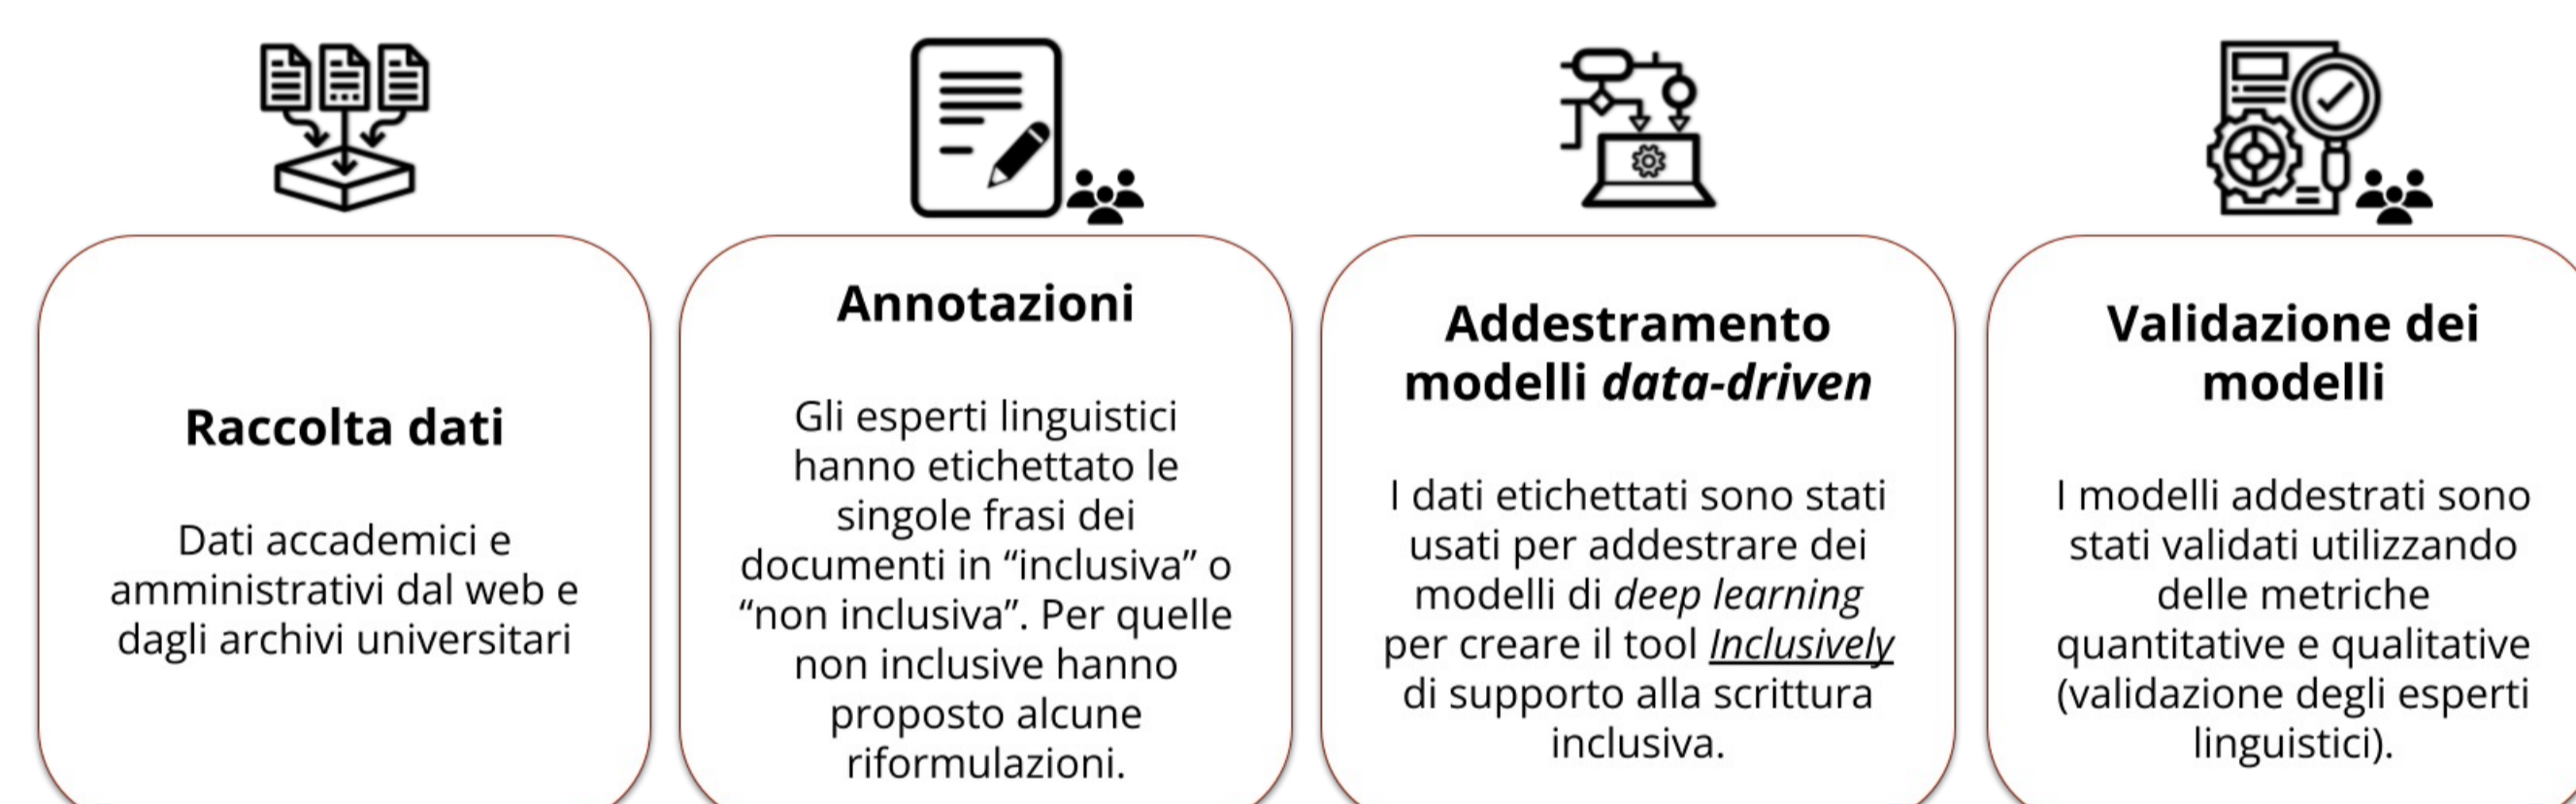 Raccolta dati
Dati accademici e
amministrativi dal web e
dagli archivi universitari
Annotazioni
Gli esperti linguistici
hanno etichettato le
singole frasi dei
documenti in “inclusiva” o
“non inclusiva”. Per quelle
non inclusive hanno
proposto alcune
riformulazioni.
Addestramento
modelli data-driven
I dati etichettati sono stati
usati per addestrare dei
modelli di deep learning
per creare il tool Inclusively
di supporto alla scrittura
inclusiva.
Validazione dei
modelli
I modelli addestrati sono
stati validati utilizzando
delle metriche
quantitative e qualitative
(validazione degli esperti
linguistici).